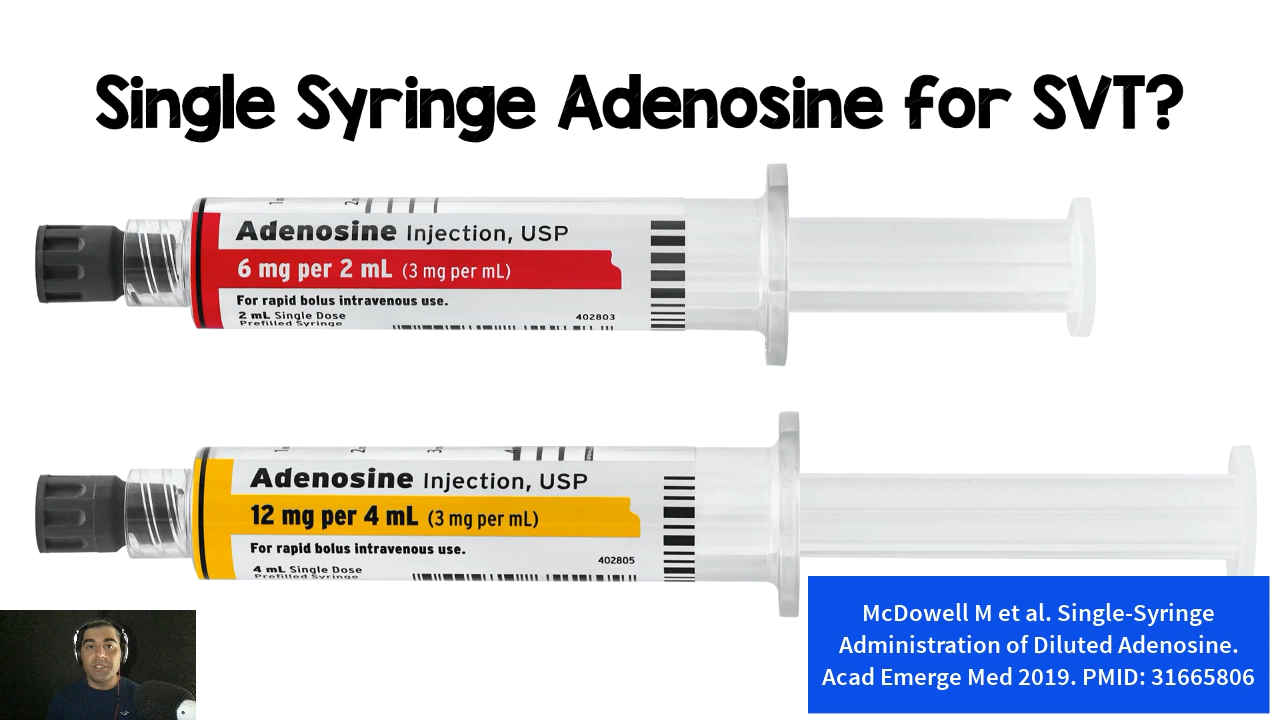 Single Syringe Adenosine for SVT?
Adenosine Injection, USP
6 mg per 2 mL (3 mg per mL)
For rapid bolus intravenous use.
2 mL Single Dose
402803
Prefilled Syringe
Adenosine Injection, USP
12 mg per 4 mL (3 mg per mL)
For rapid bolus intravenous use.
402805
4 mL Single Dose
Prefilled Syringe
McDowell M et al. Single-Syringe
Administration of Diluted Adenosine.
Acad Emerge Med 2019. PMID: 31665806